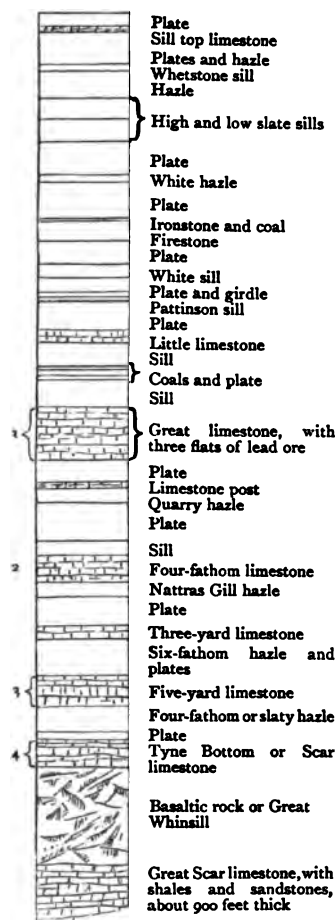 Plate
Sill top limestone
Plates and hazle
Whetstone sill
Hazle
High and low slate sills
Plate
White hazle
Plate
Ironstone and coal
Firestone
Plate
White sill
Plate and girdle
Pattinson sill
Plate
Little limestone
Sill
Coals and plate
Sill
1
Great limestone, with
three flats of lead ore
Plate
Limestone post
Quarry hazle
Plate
Sill
2
Four-fathom limestone
Nattras Gill hazle
Plate
Three-yard limestone
Six-fathom hazle and
plates
3
Five-yard limestone
Four-fathom or slaty hazle
Plate
4
Tyne Bottom or Scar
limestone
Basaltic rock or Great
Whinsill
Great Scar limestone, with
shales and sandstones,
about 900 feet thick